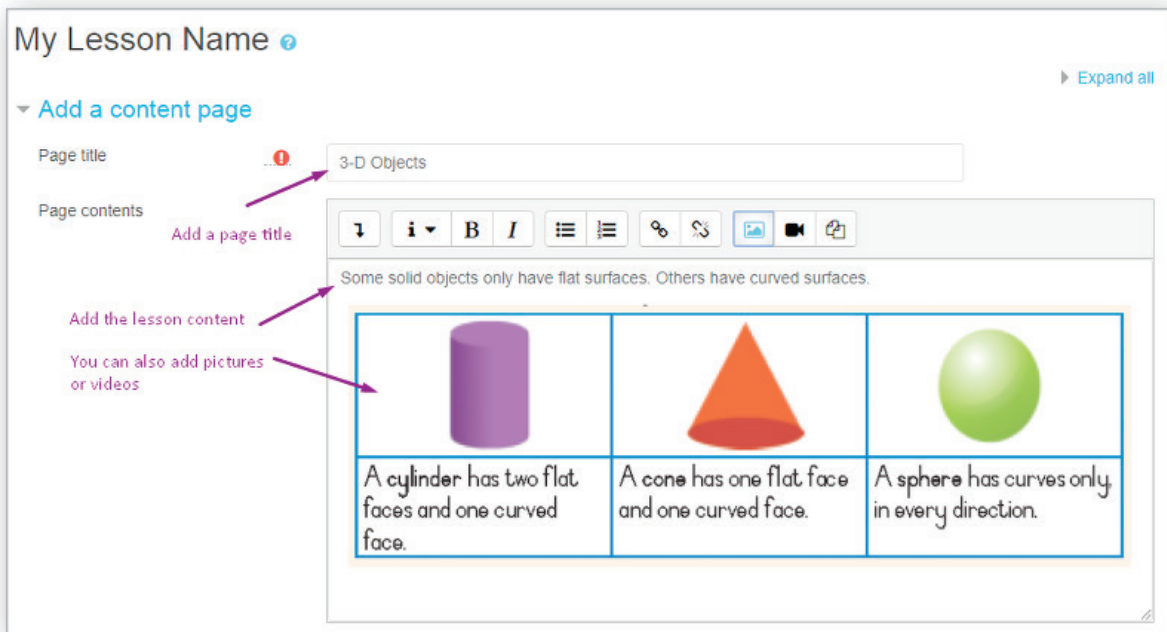 My Lesson Name
Expand all
Add a content page
Page title
3-D Objects
Page contents
Add a page title
i B I
Some solid objects only have flat surfaces. Others have curved surfaces.
Add the lesson content
You can also add pictures
or videos
A cylinder has two flat
faces and one curved
face.
A cone has one flat face
and one curved face.
A sphere has curves only,
in every direction.